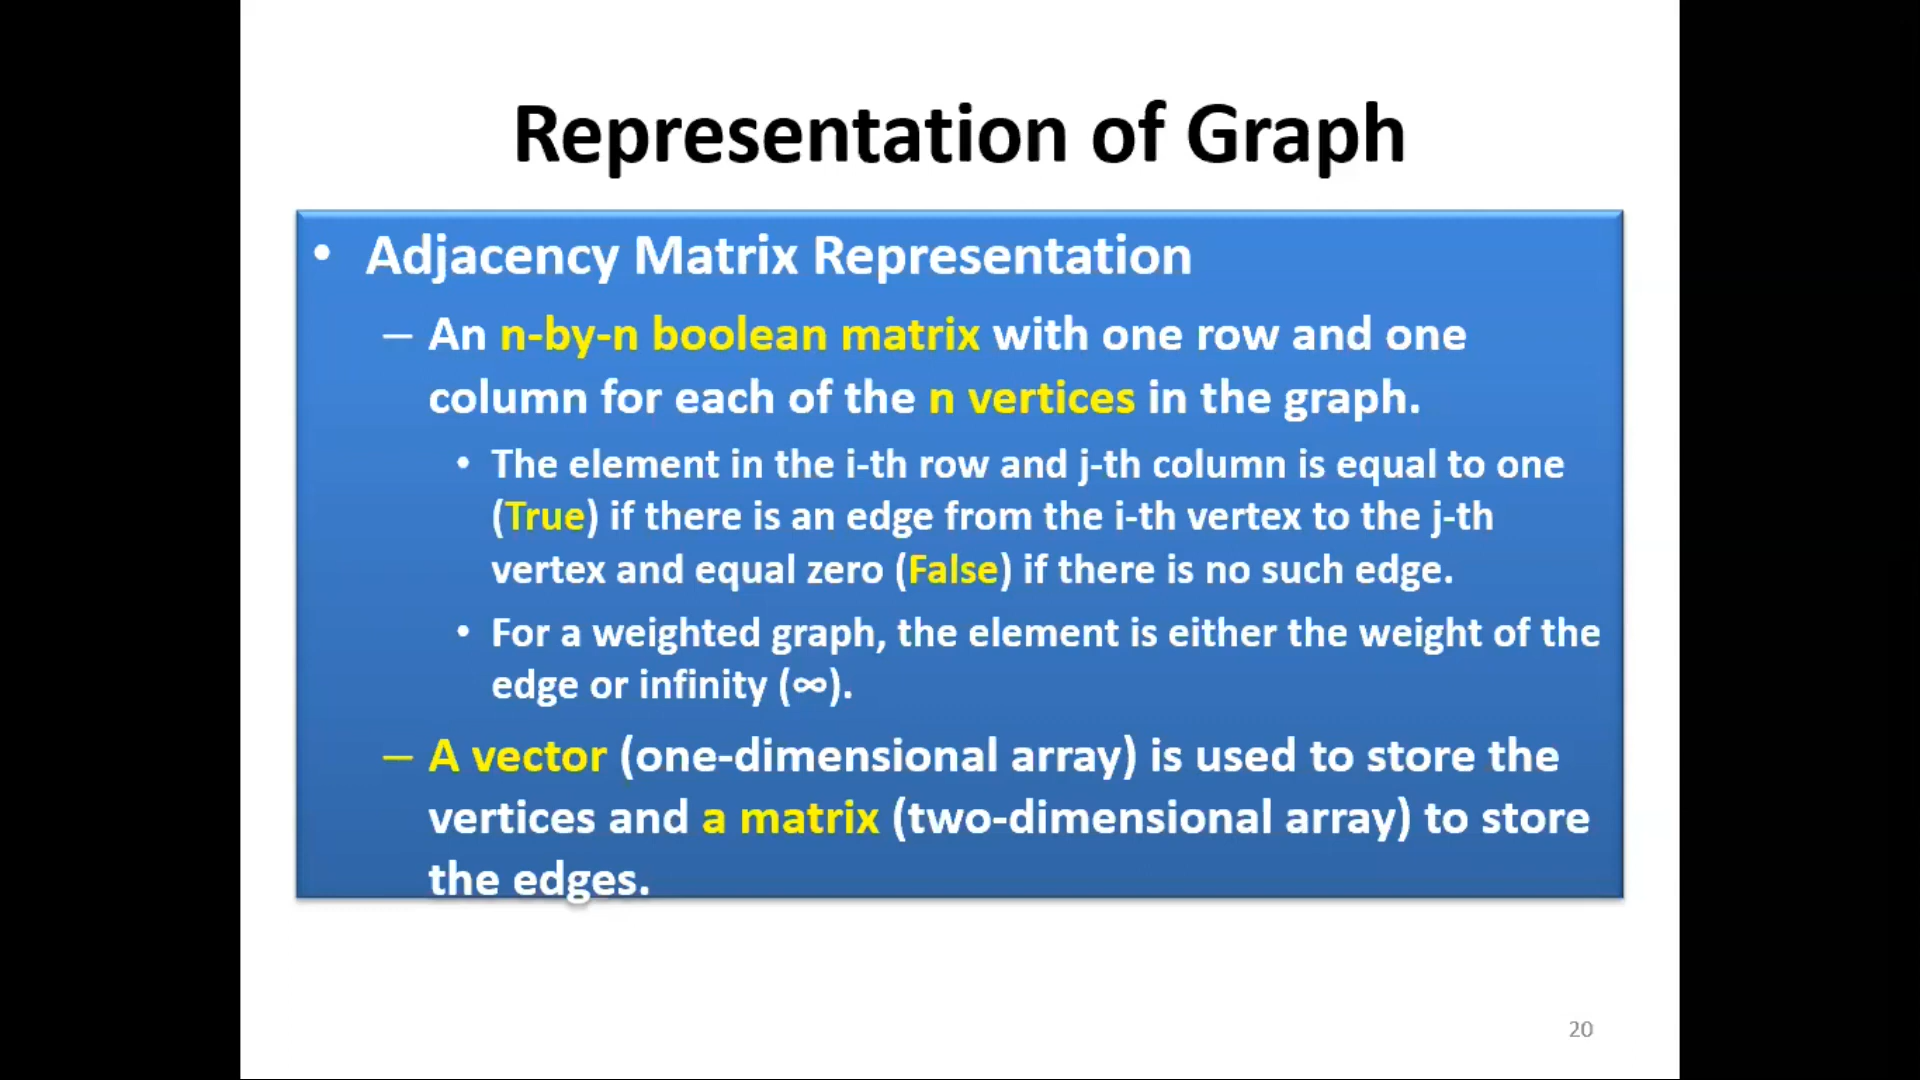 Representation of Graph
• Adjacency Matrix Representation
– An n-by-n boolean matrix with one row and one
column for each of the n vertices in the graph.
• The element in the i-th row and j-th column is equal to one
(True) if there is an edge from the i-th vertex to the j-th
vertex and equal zero (False) if there is no such edge.
• For a weighted graph, the element is either the weight of the
edge or infinity (∞).
– A vector (one-dimensional array) is used to store the
vertices and a matrix (two-dimensional array) to store
the edges.
20